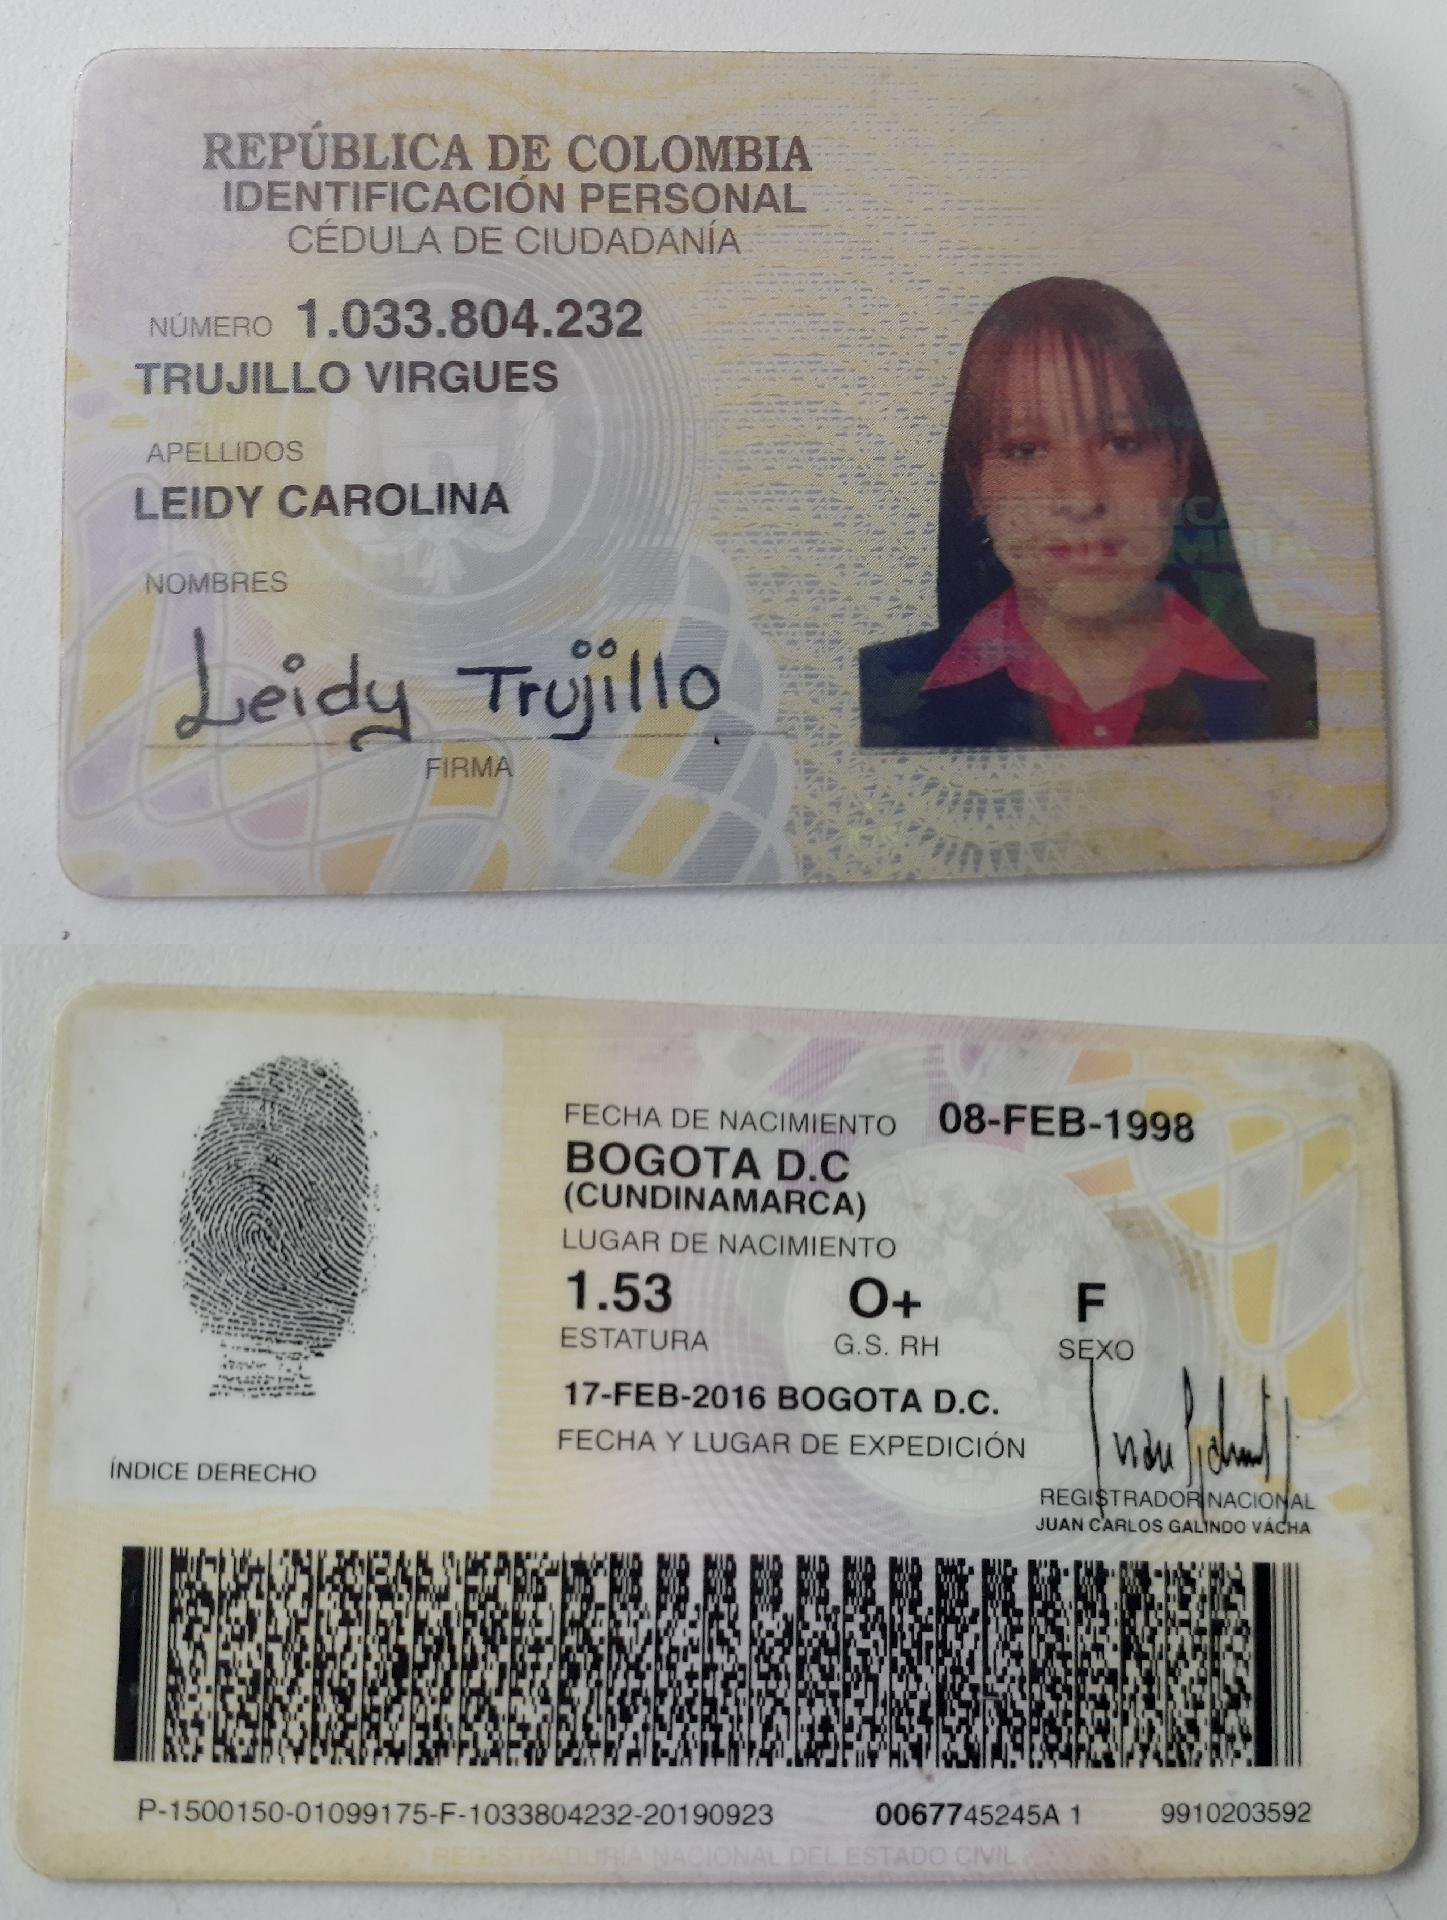 REPÚBLICA DE COLOMBIA
IDENTIFICACIÓN PERSONAL
CÉDULA DE CIUDADANÍA
NÚMERO 1.033.804.232
TRUJILLO VIRGUES
APELLIDOS
LEIDY CAROLINA
NOMBRES
Leidy Trujillo
FIRMA
FECHA DE NACIMIENTO 08-FEB-1998
BOGOTA D.C
(CUNDINAMARCA)
LUGAR DE NACIMIENTO
1.53 O+ F
ESTATURA G.S. RH SEXO
17-FEB-2016 BOGOTA D.C.
FECHA Y LUGAR DE EXPEDICIÓN
ÍNDICE DERECHO
REGISTRADOR NACIONAL
JUAN CARLOS GALINDO VÁCHA
P-1500150-01099175-F-1033804232-20190923 0067745245A 1 9910203592
REGISTRADURIA NACIONAL DEL ESTADO CIVIL